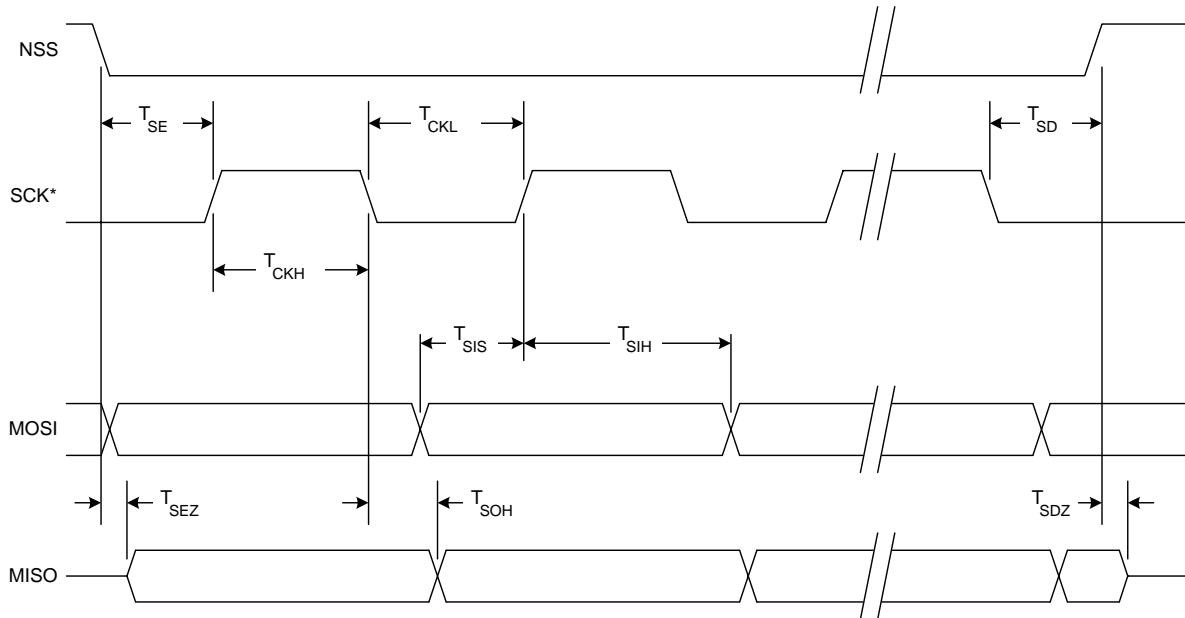 NSS
T_SE
T_CKL
T_SD
SCK*
T_CKH
T_SIS
T_SIH
MOSI
T_SEZ
T_SOH
T_SDZ
MISO